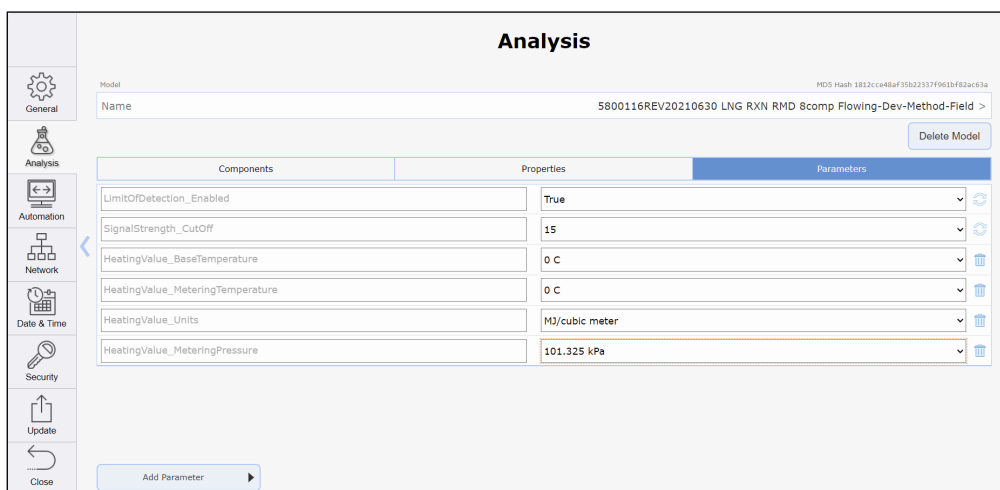 Analysis
General
Analysis
Automation
Network
Date & Time
Security
Update
Close
Model
MD5 Hash 1812cce48af35b22337f961bf82ac63a
Name
5800116REV20210630 LNG RXN RMD 8comp Flowing-Dev-Method-Field >
Delete Model
Components
Properties
Parameters
LimitOfDetection_Enabled
True
SignalStrength_CutOff
15
HeatingValue_BaseTemperature
0 C
HeatingValue_MeteringTemperature
0 C
HeatingValue_Units
MJ/cubic meter
HeatingValue_MeteringPressure
101.325 kPa
Add Parameter